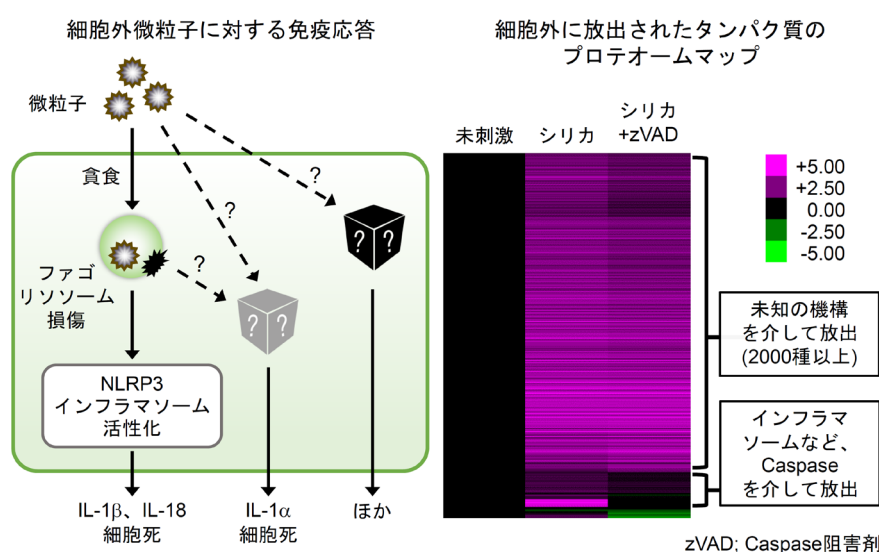 細胞外微粒子に対する免疫応答
微粒子
貪食
?
?
?
? ?
? ?
ファゴ
リソソーム
損傷
NLRP3
インフラマソーム
活性化
IL-1β、IL-18
細胞死
IL-1α
細胞死
ほか
細胞外に放出されたタンパク質の
プロテオームマップ
未刺激
シリカ
シリカ
+zVAD
+5.00
+2.50
0.00
-2.50
-5.00
未知の機構
を介して放出
(2000種以上)
インフラマ
ソームなど、
Caspase
を介して放出
zVAD; Caspase阻害剤